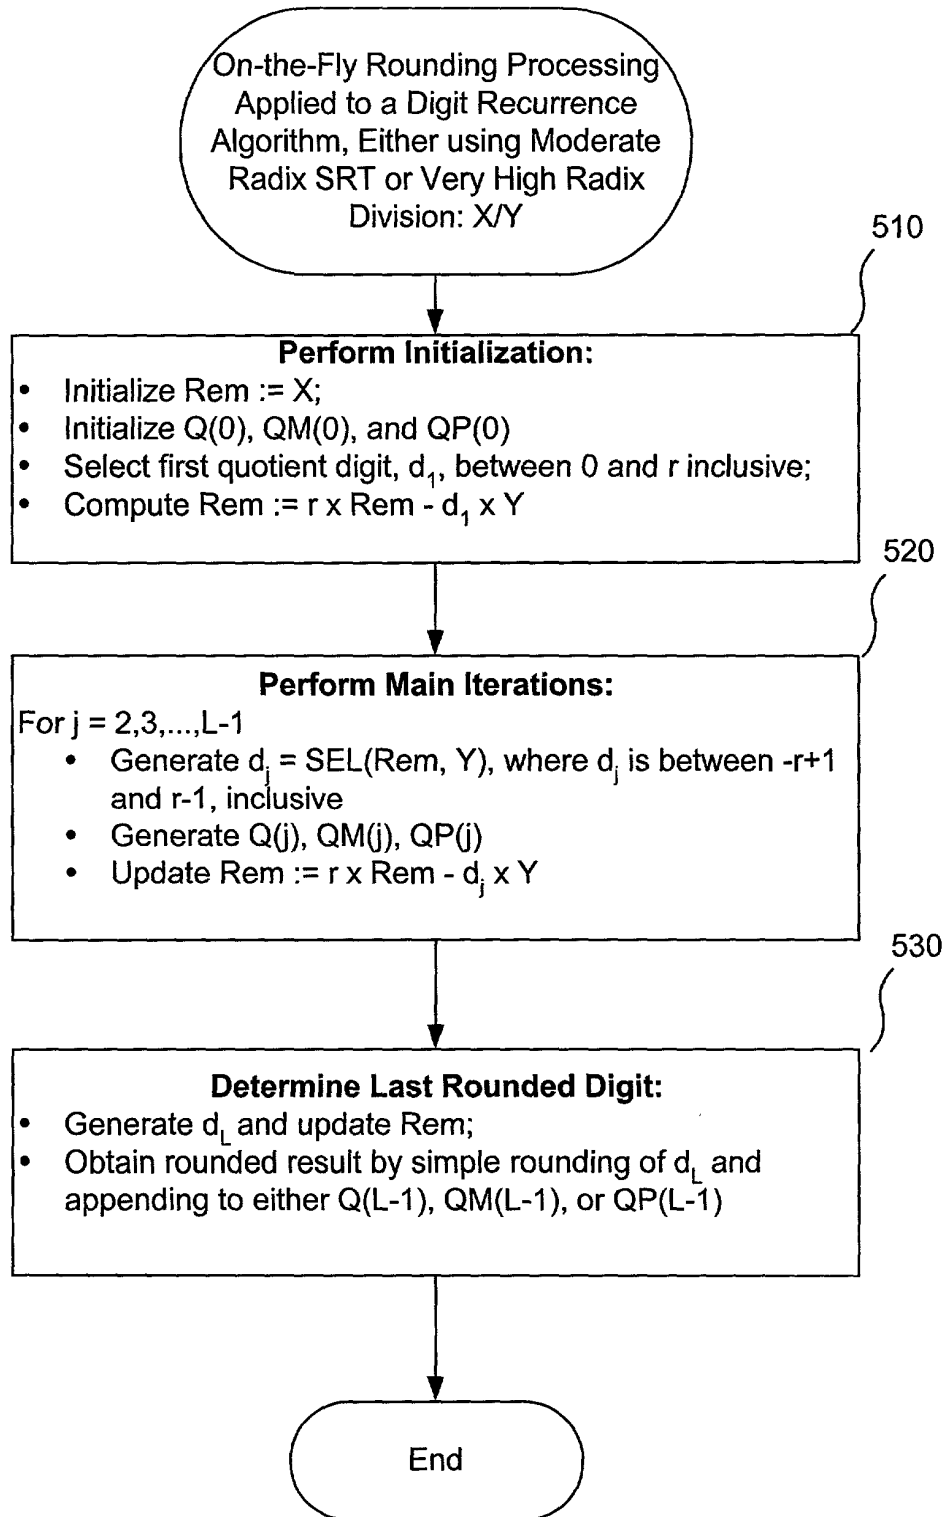 On-the-Fly Rounding Processing
Applied to a Digit Recurrence
Algorithm, Either using Moderate
Radix SRT or Very High Radix
Division: X/Y
510
Perform Initialization:
• Initialize Rem := X;
• Initialize Q(0), QM(0), and QP(0)
• Select first quotient digit, d₁, between 0 and r inclusive;
• Compute Rem := r x Rem - d₁ x Y
520
Perform Main Iterations:
For j = 2,3,...,L-1
• Generate dⱼ = SEL(Rem, Y), where dⱼ is between -r+1
and r-1, inclusive
• Generate Q(j), QM(j), QP(j)
• Update Rem := r x Rem - dⱼ x Y
530
Determine Last Rounded Digit:
• Generate d_L and update Rem;
• Obtain rounded result by simple rounding of d_L and
appending to either Q(L-1), QM(L-1), or QP(L-1)
End